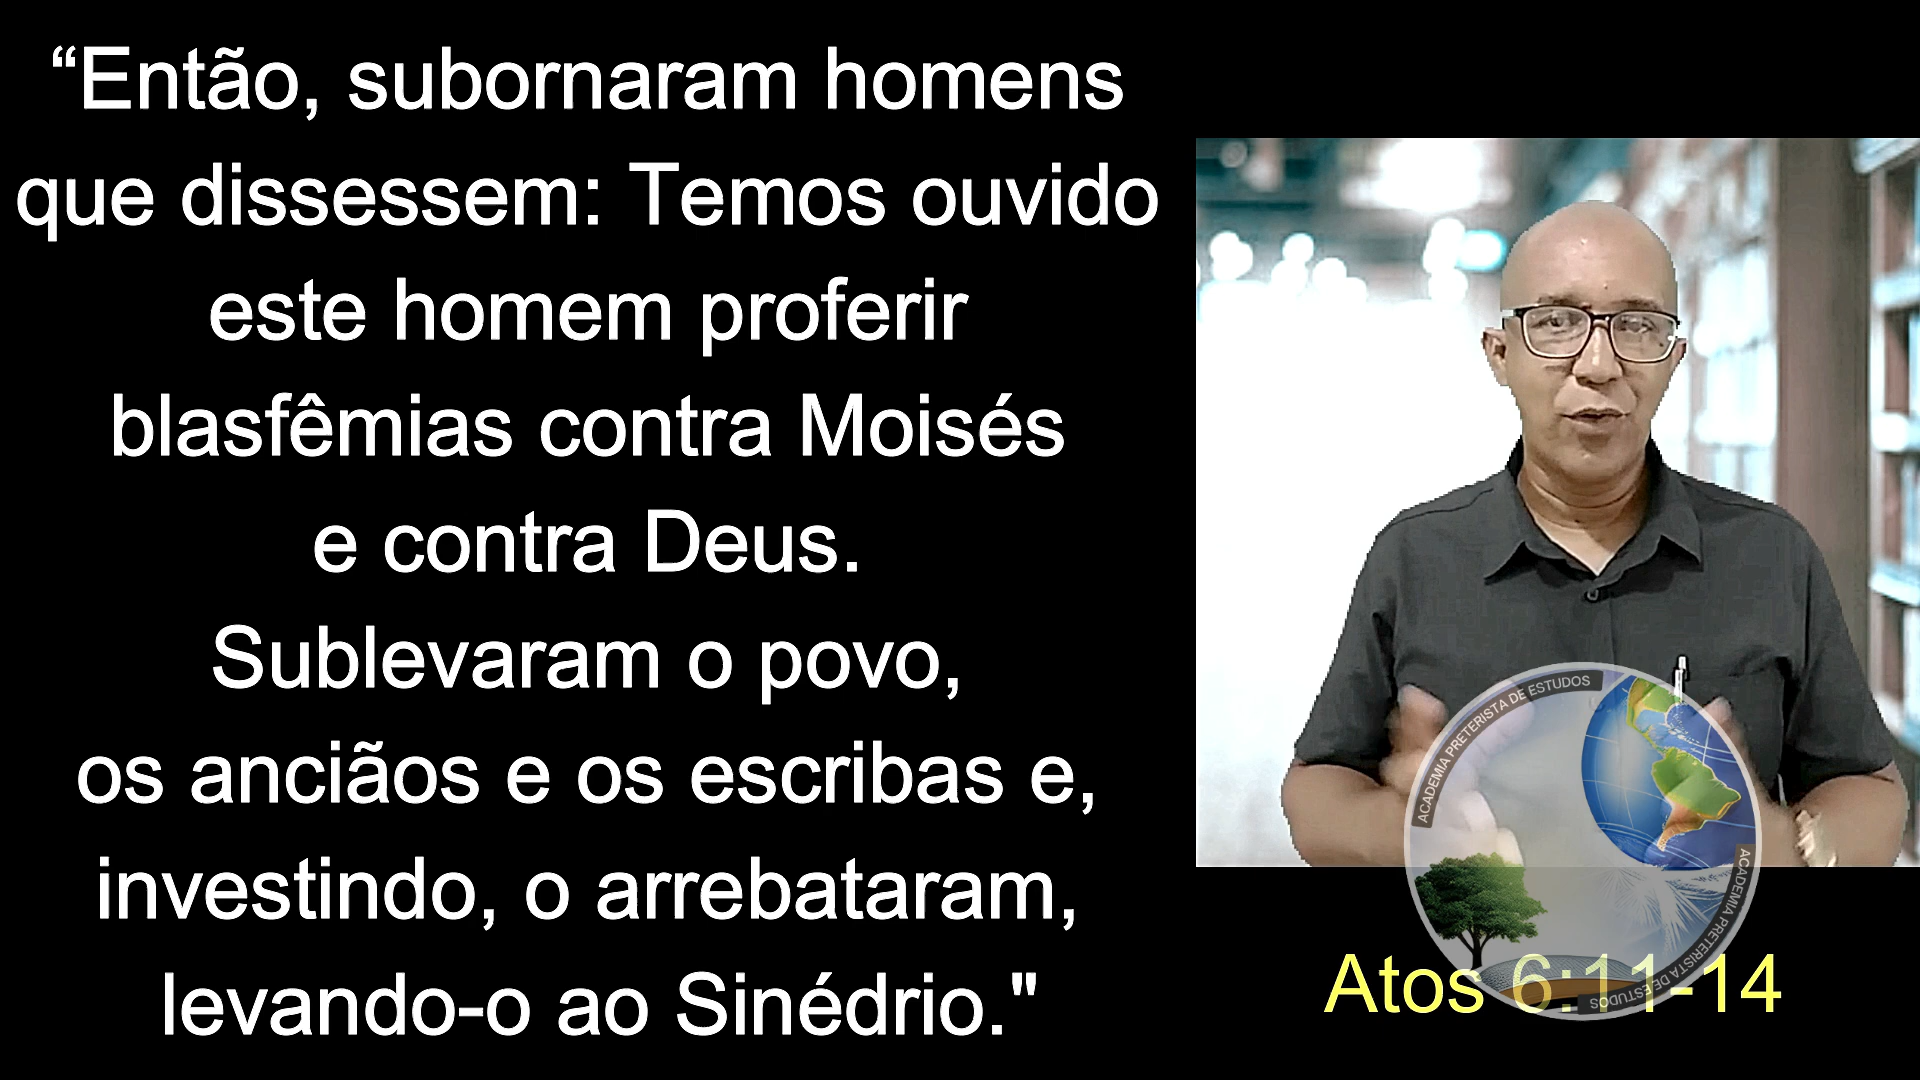 “Então, subornaram homens
que dissessem: Temos ouvido
este homem proferir
blasfêmias contra Moisés
e contra Deus.
Sublevaram o povo,
os anciãos e os escribas e,
investindo, o arrebataram,
levando-o ao Sinédrio."
ACADEMIA PRETERISTA DE ESTUDOS
ACADEMIA PRETERISTA DE ESTUDOS
Atos 6:11-14